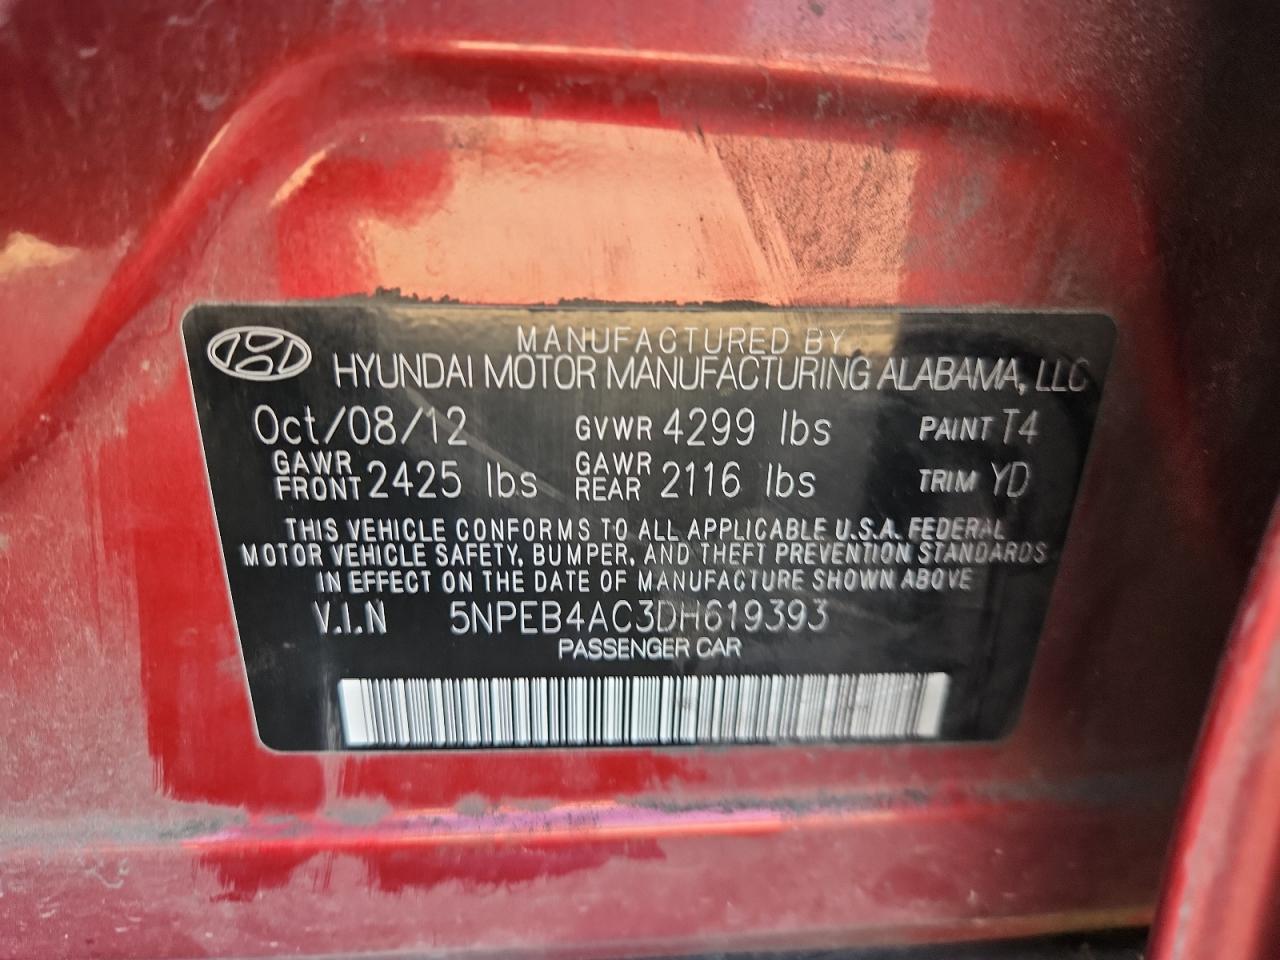 MANUFACTURED BY
HYUNDAI MOTOR MANUFACTURING ALABAMA, LLC
Oct/08/12 GVWR 4299 lbs PAINT T4
GAWR FRONT 2425 lbs GAWR REAR 2116 lbs TRIM YD
THIS VEHICLE CONFORMS TO ALL APPLICABLE U.S.A. FEDERAL
MOTOR VEHICLE SAFETY, BUMPER, AND THEFT PREVENTION STANDARDS
IN EFFECT ON THE DATE OF MANUFACTURE SHOWN ABOVE
V.I.N 5NPEB4AC3DH619393
PASSENGER CAR